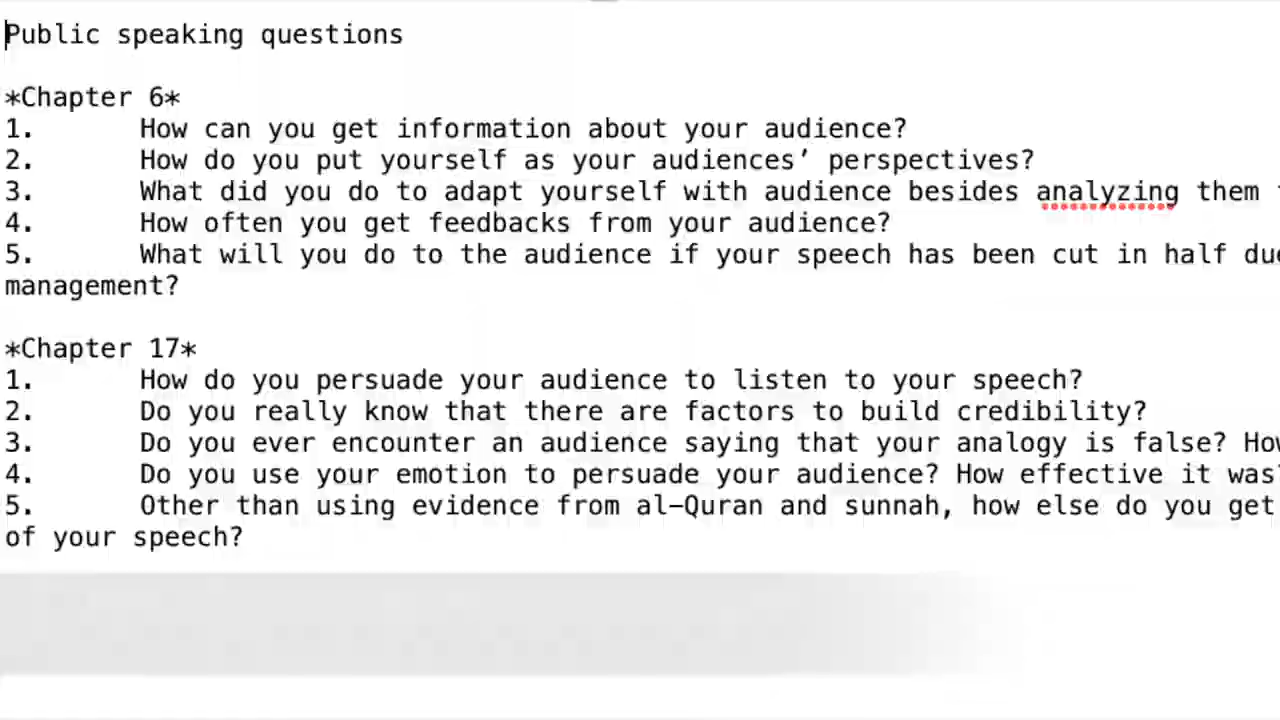 Public speaking questions
*Chapter 6*
1. How can you get information about your audience?
2. How do you put yourself as your audiences’ perspectives?
3. What did you do to adapt yourself with audience besides analyzing them
4. How often you get feedbacks from your audience?
5. What will you do to the audience if your speech has been cut in half due
management?
*Chapter 17*
1. How do you persuade your audience to listen to your speech?
2. Do you really know that there are factors to build credibility?
3. Do you ever encounter an audience saying that your analogy is false? How
4. Do you use your emotion to persuade your audience? How effective it was?
5. Other than using evidence from al-Quran and sunnah, how else do you get
of your speech?